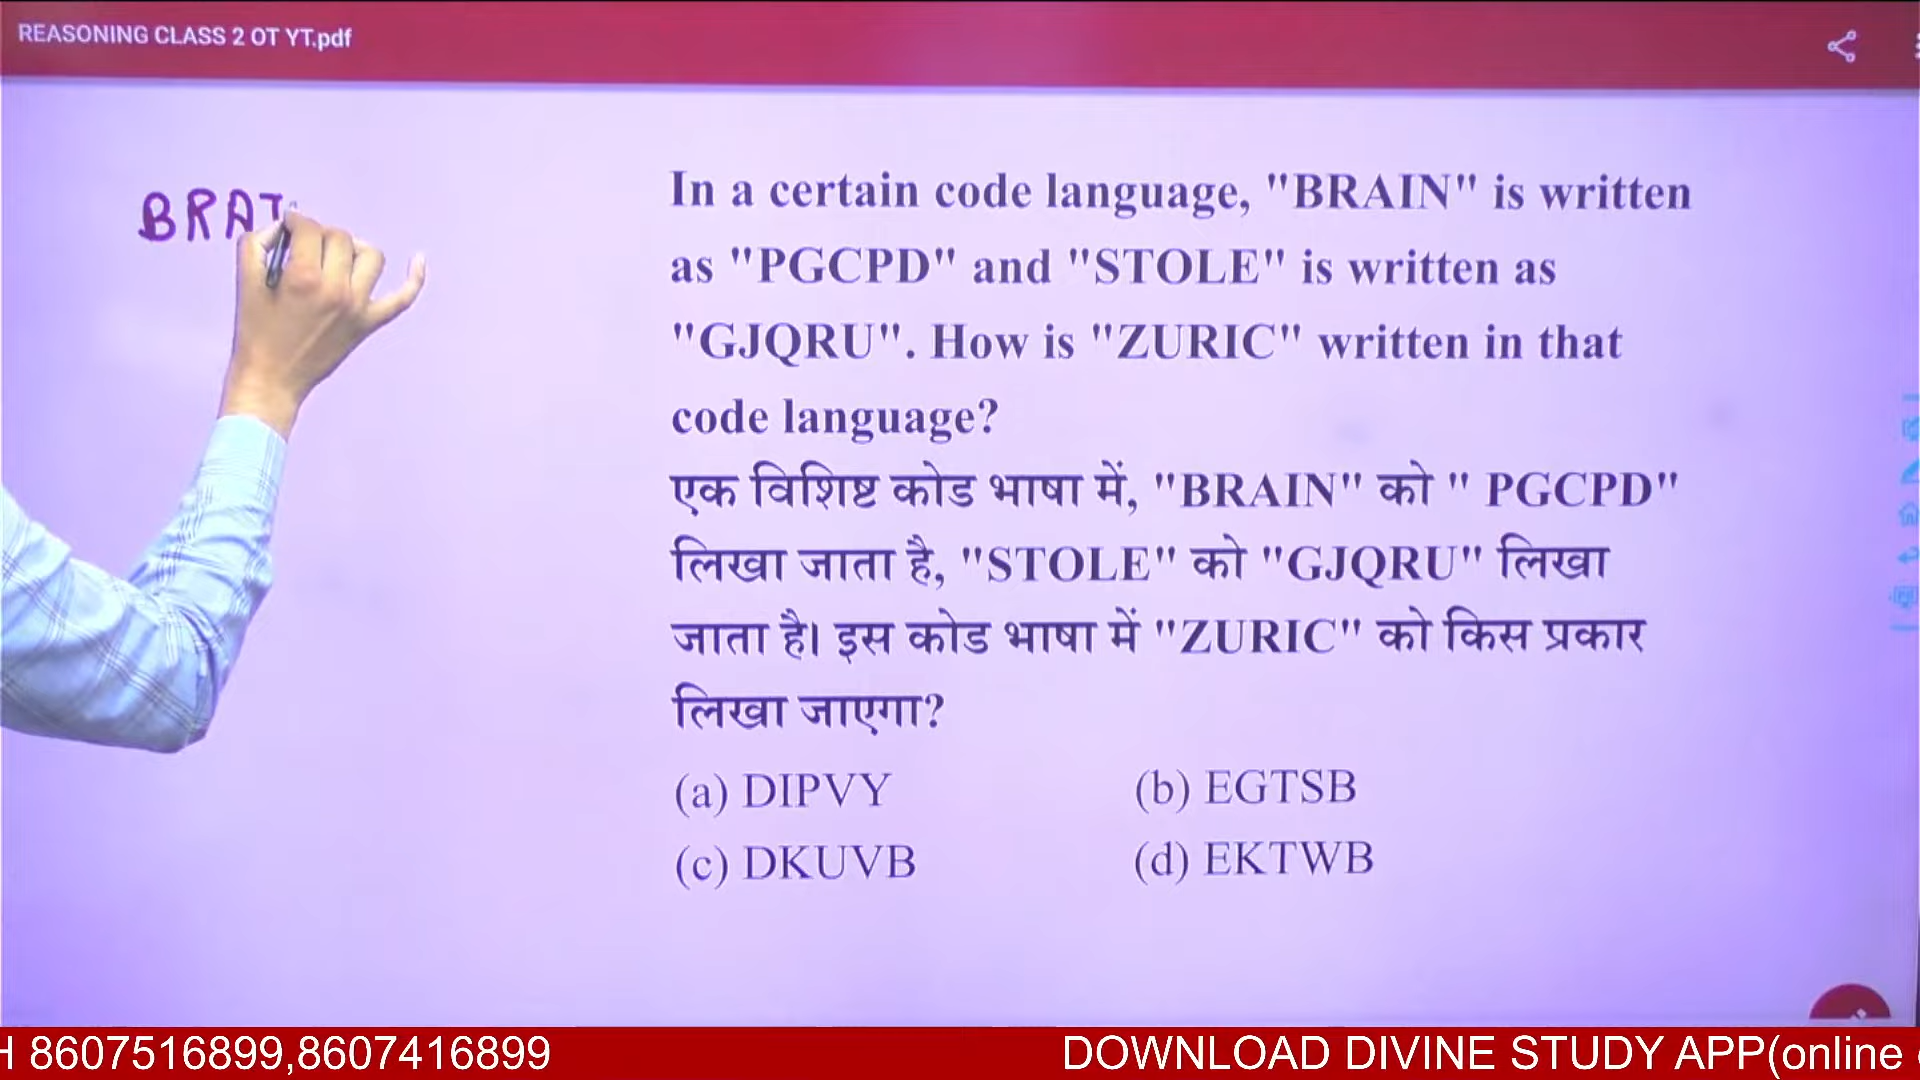 REASONING CLASS 2 OT YT.pdf
BRAI
In a certain code language, "BRAIN" is written
as "PGCPD" and "STOLE" is written as
"GJQRU". How is "ZURIC" written in that
code language?
एक विशिष्ट कोड भाषा में, "BRAIN" को " PGCPD"
लिखा जाता है, "STOLE" को "GJQRU" लिखा
जाता है। इस कोड भाषा में "ZURIC" को किस प्रकार
लिखा जाएगा?
(a) DIPVY (b) EGTSB
(c) DKUVB (d) EKTWB
H 8607516899,8607416899 DOWNLOAD DIVINE STUDY APP(online